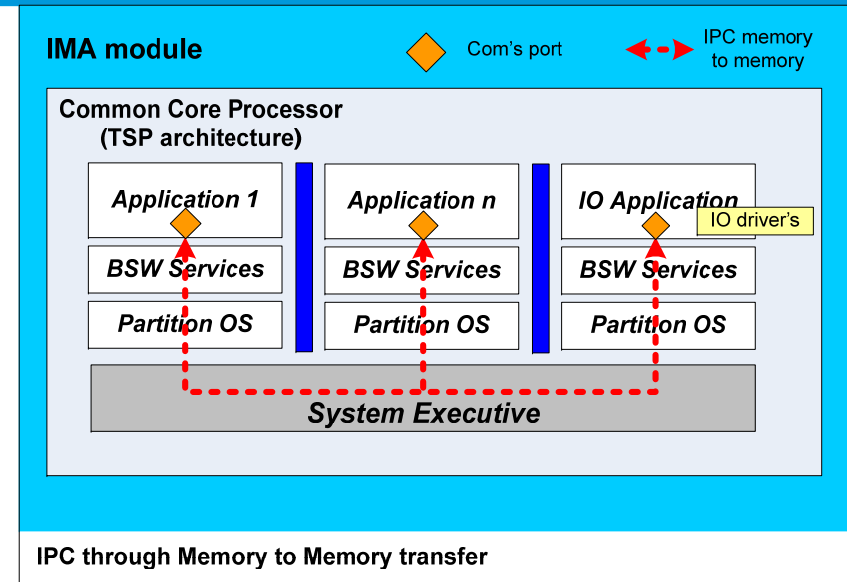 IMA module
Com's port
IPC memory
to memory
Common Core Processor
(TSP architecture)
Application 1
Application n
IO Application
IO driver's
BSW Services
BSW Services
BSW Services
Partition OS
Partition OS
Partition OS
System Executive
IPC through Memory to Memory transfer